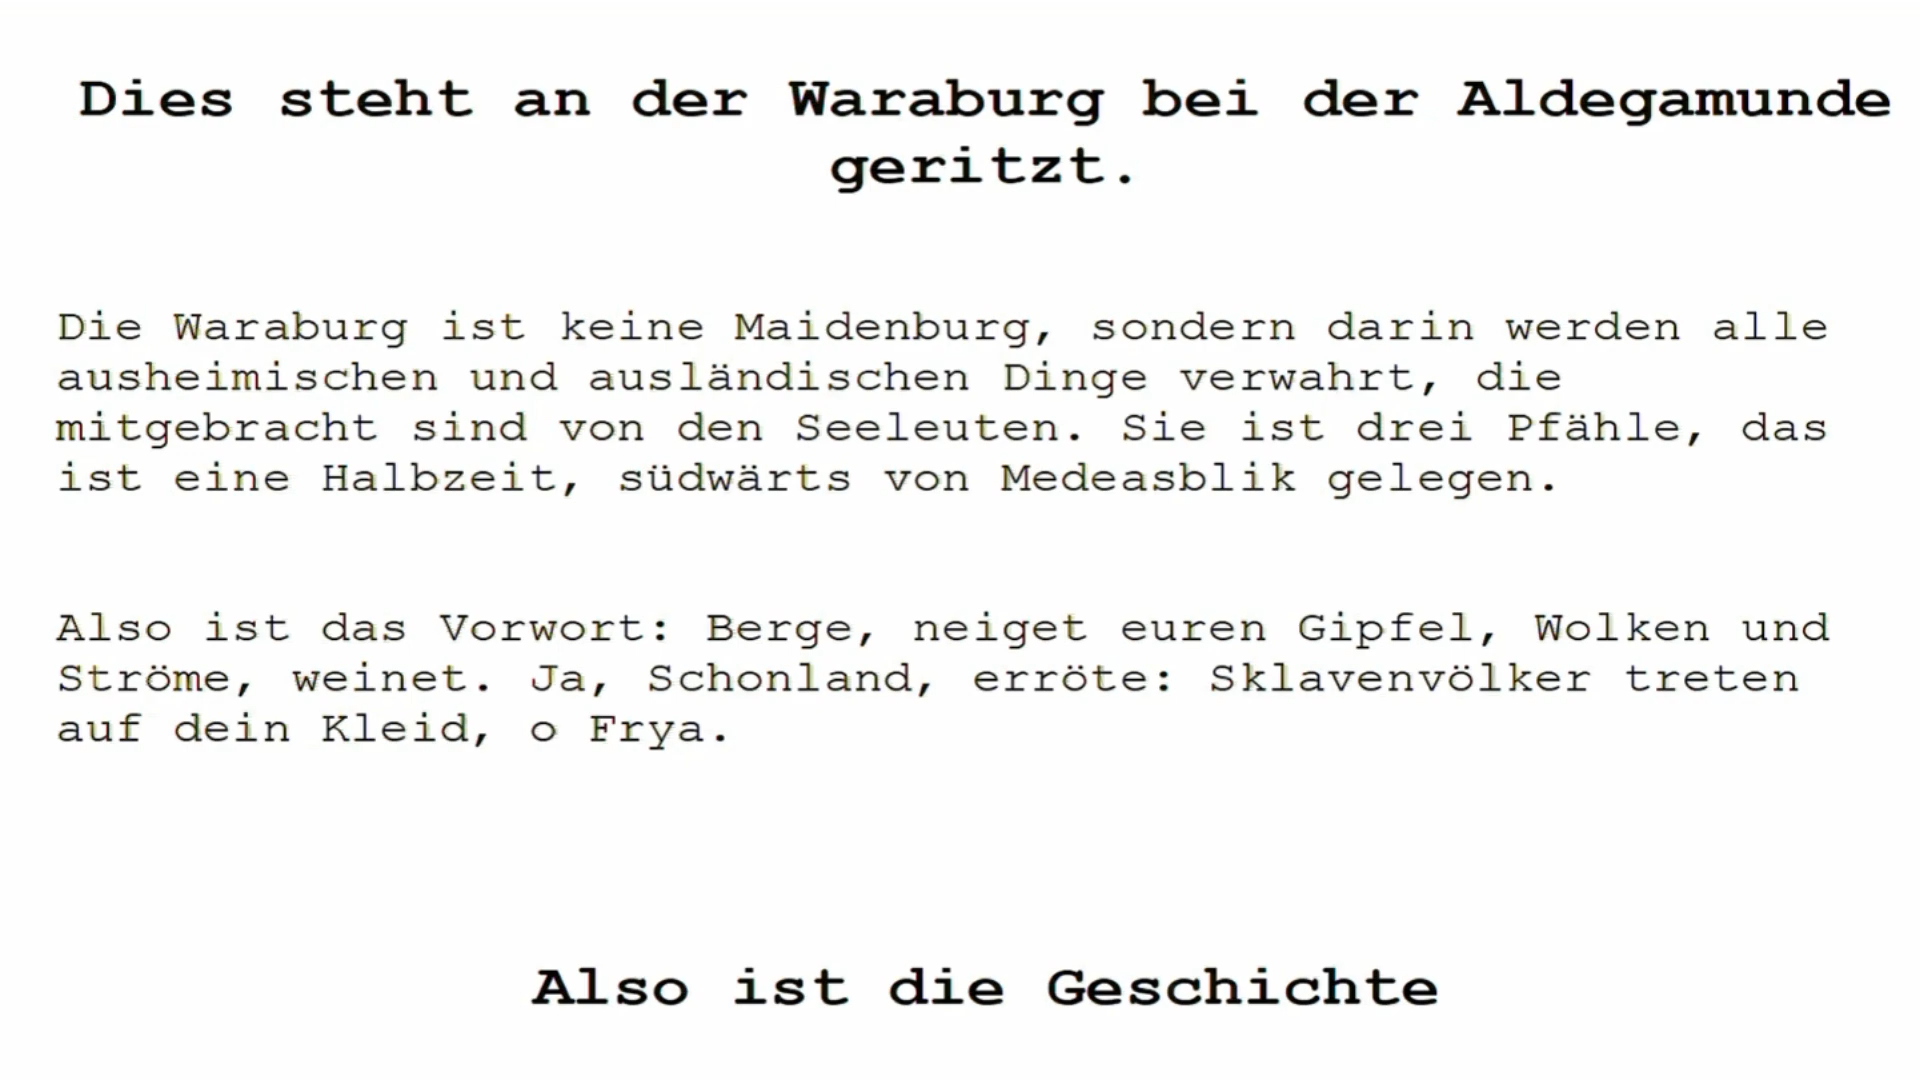 Dies steht an der Waraburg bei der Aldegamunde
geritzt.
Die Waraburg ist keine Maidenburg, sondern darin werden alle
ausheimischen und ausländischen Dinge verwahrt, die
mitgebracht sind von den Seeleuten. Sie ist drei Pfähle, das
ist eine Halbzeit, südwärts von Medeasblik gelegen.
Also ist das Vorwort: Berge, neiget euren Gipfel, Wolken und
Ströme, weinet. Ja, Schonland, erröte: Sklavenvölker treten
auf dein Kleid, o Frya.
Also ist die Geschichte